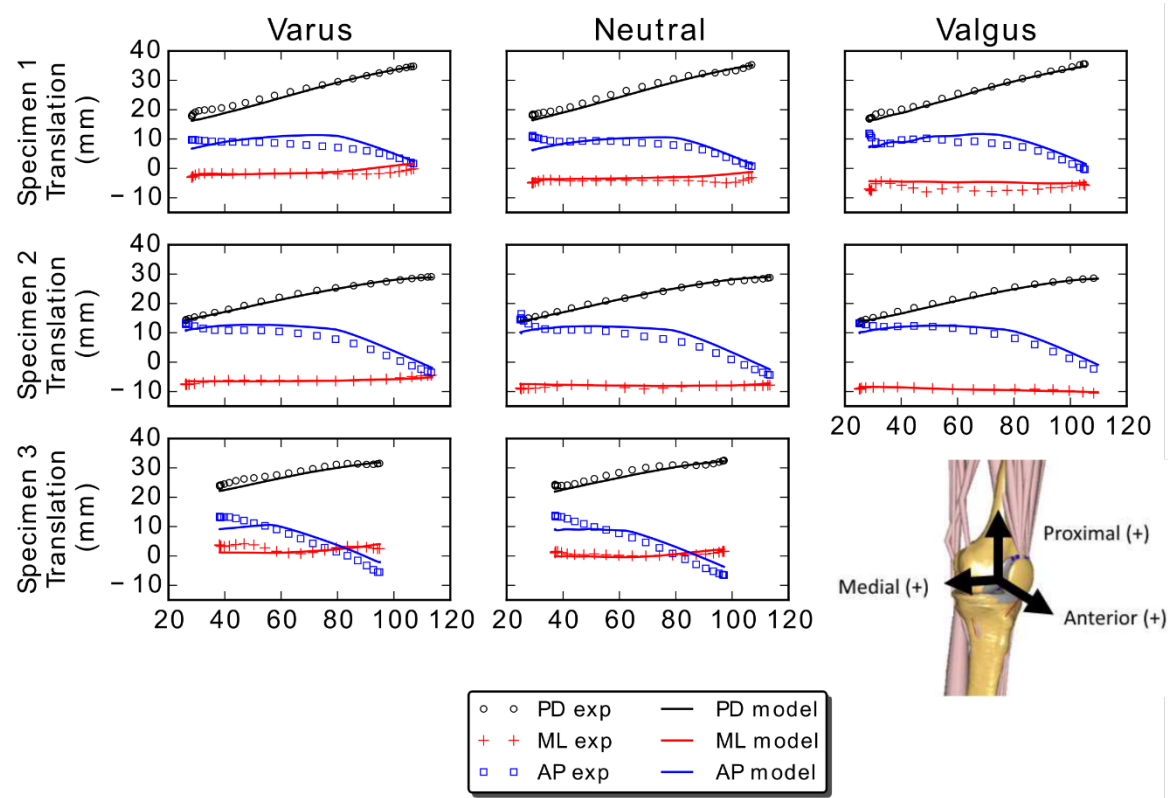 Varus Neutral Valgus
Specimen 1
Translation
(mm)
40
30
20
10
0
− 10
Specimen 2
Translation
(mm)
40
30
20
10
0
− 10
20 40 60 80 100 120
Specimen 3
Translation
(mm)
40
30
20
10
0
− 10
20 40 60 80 100 120 20 40 60 80 100 120
Proximal (+)
Medial (+)
Anterior (+)
PD exp PD model
ML exp ML model
AP exp AP model